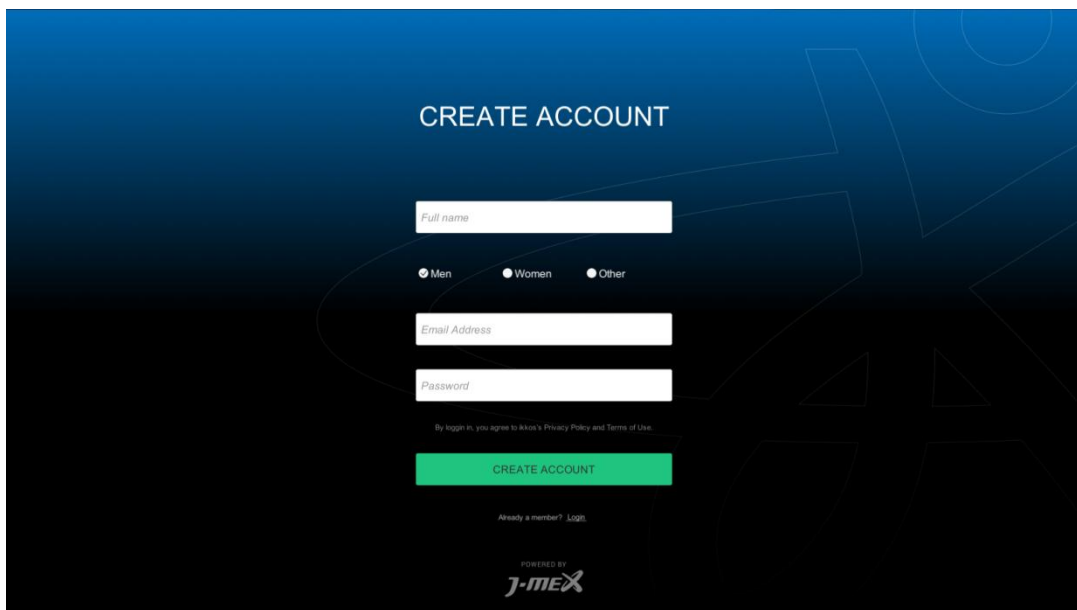 CREATE ACCOUNT
Full name
Men Women Other
Email Address
Password
By loggin in, you agree to ikkos's Privacy Policy and Terms of Use.
CREATE ACCOUNT
Already a member? Login
POWERED BY
J-MEX